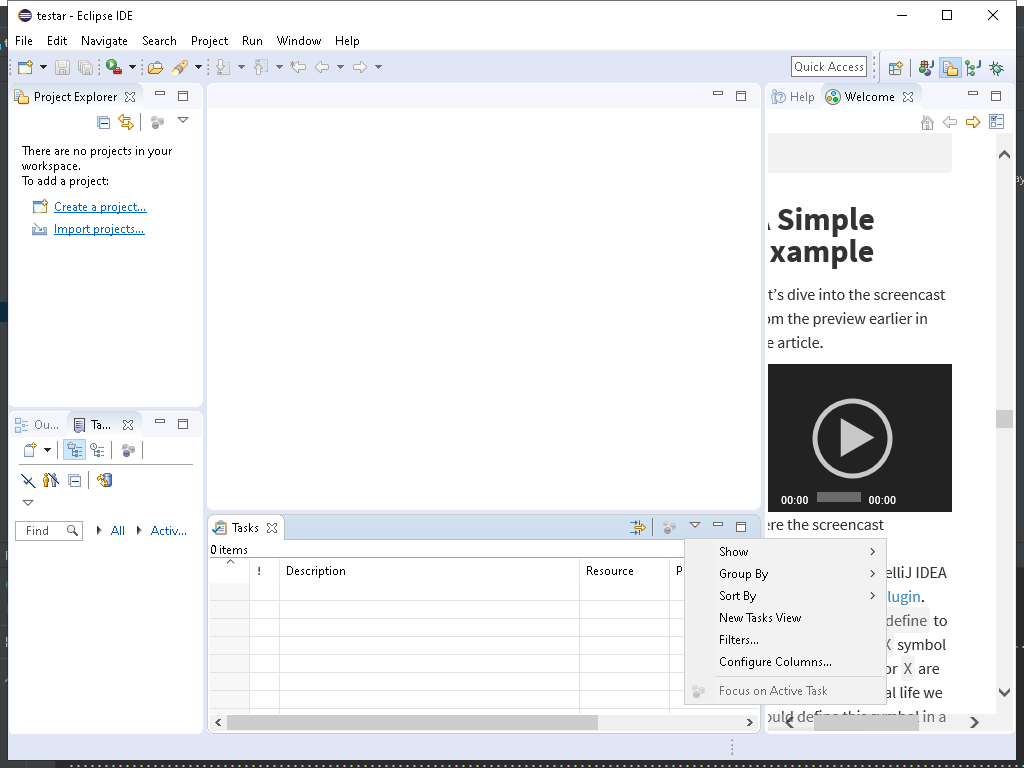 testar - Eclipse IDE
File Edit Navigate Search Project Run Window Help
Quick Access
Project Explorer
There are no projects in your
workspace.
To add a project:
Create a project...
Import projects...
Ou...
Ta...
Find
All
Activ...
Tasks
0 items
!
Description
Resource
P
Show
Group By
Sort By
New Tasks View
Filters...
Configure Columns...
Focus on Active Task
Help
Welcome
Simple
xample
t's dive into the screencast
om the preview earlier in
e article.
00:00
00:00
ere the screencast
elliJ IDEA
lugin.
define to
X symbol
or X are
al life we
ould define this symbol in a